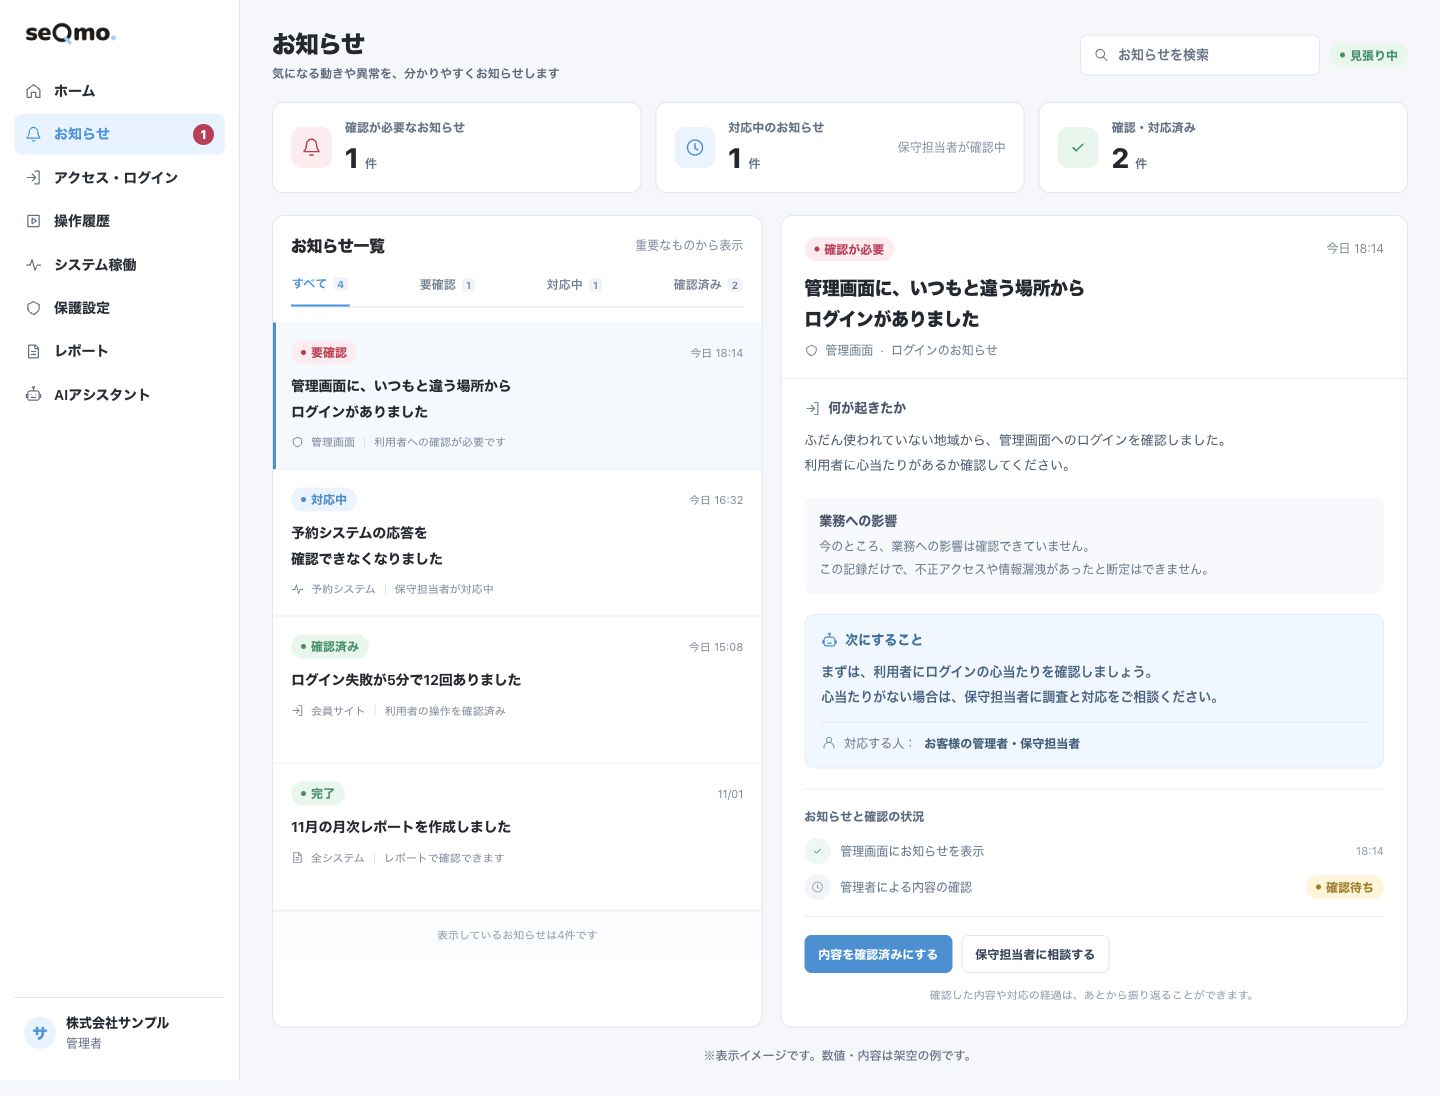 seQmo.
ホーム
お知らせ
1
アクセス・ログイン
操作履歴
システム稼働
保護設定
レポート
AIアシスタント
サ
株式会社サンプル
管理者
お知らせ
気になる動きや異常を、分かりやすくお知らせします
お知らせを検索
見張り中
確認が必要なお知らせ
1 件
対応中のお知らせ
1 件
保守担当者が確認中
確認・対応済み
2 件
お知らせ一覧
重要なものから表示
すべて 4
要確認 1
対応中 1
確認済み 2
要確認
今日 18:14
管理画面に、いつもと違う場所から
ログインがありました
管理画面 | 利用者への確認が必要です
対応中
今日 16:32
予約システムの応答を
確認できなくなりました
予約システム | 保守担当者が対応中
確認済み
今日 15:08
ログイン失敗が5分で12回ありました
会員サイト | 利用者の操作を確認済み
完了
11/01
11月の月次レポートを作成しました
全システム | レポートで確認できます
表示しているお知らせは4件です
確認が必要
今日 18:14
管理画面に、いつもと違う場所から
ログインがありました
管理画面 · ログインのお知らせ
何が起きたか
ふだん使われていない地域から、管理画面へのログインを確認しました。
利用者に心当たりがあるか確認してください。
業務への影響
今のところ、業務への影響は確認できていません。
この記録だけで、不正アクセスや情報漏洩があったと断定はできません。
次にすること
まずは、利用者にログインの心当たりを確認しましょう。
心当たりがない場合は、保守担当者に調査と対応をご相談ください。
対応する人： お客様の管理者・保守担当者
お知らせと確認の状況
管理画面にお知らせを表示
18:14
管理者による内容の確認
確認待ち
内容を確認済みにする
保守担当者に相談する
確認した内容や対応の経過は、あとから振り返ることができます。
※表示イメージです。数値・内容は架空の例です。